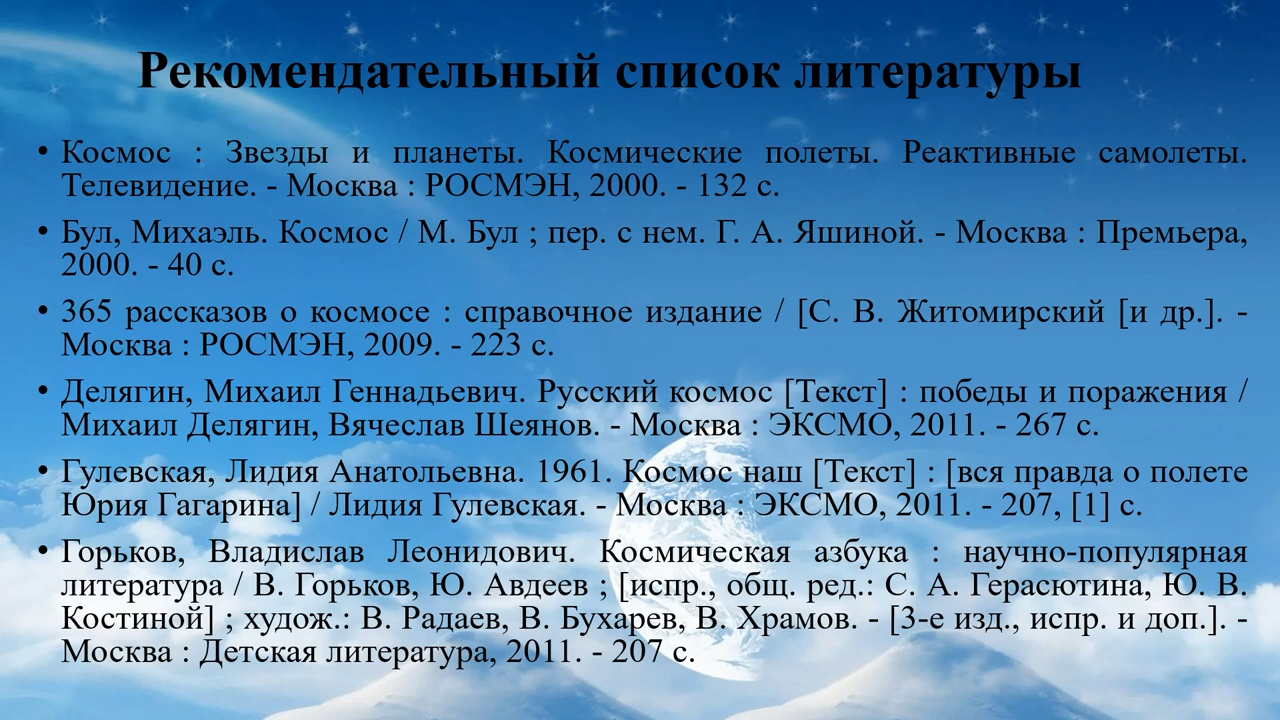 Рекомендательный список литературы
• Космос : Звезды и планеты. Космические полеты. Реактивные самолеты.
Телевидение. - Москва : РОСМЭН, 2000. - 132 с.
• Бул, Михаэль. Космос / М. Бул ; пер. с нем. Г. А. Яшиной. - Москва : Премьера,
2000. - 40 с.
• 365 рассказов о космосе : справочное издание / [С. В. Житомирский [и др.]. -
Москва : РОСМЭН, 2009. - 223 с.
• Делягин, Михаил Геннадьевич. Русский космос [Текст] : победы и поражения /
Михаил Делягин, Вячеслав Шеянов. - Москва : ЭКСМО, 2011. - 267 с.
• Гулевская, Лидия Анатольевна. 1961. Космос наш [Текст] : [вся правда о полете
Юрия Гагарина] / Лидия Гулевская. - Москва : ЭКСМО, 2011. - 207, [1] с.
• Горьков, Владислав Леонидович. Космическая азбука : научно-популярная
литература / В. Горьков, Ю. Авдеев ; [испр., общ. ред.: С. А. Герасютина, Ю. В.
Костиной] ; худож.: В. Радаев, В. Бухарев, В. Храмов. - [3-е изд., испр. и доп.]. -
Москва : Детская литература, 2011. - 207 с.